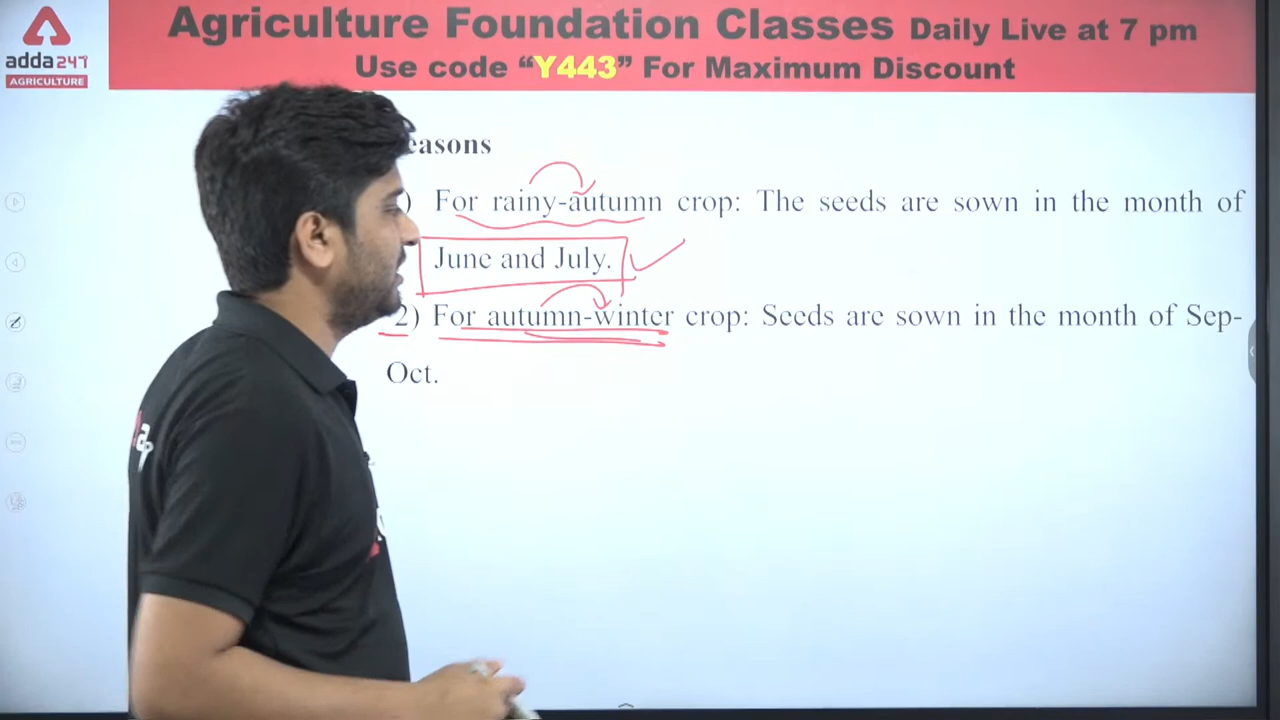 Agriculture Foundation Classes Daily Live at 7 pm
adda247
AGRICULTURE
Use code “Y443” For Maximum Discount
easons
) For rainy-autumn crop: The seeds are sown in the month of
June and July.
2) For autumn-winter crop: Seeds are sown in the month of Sep-
Oct.